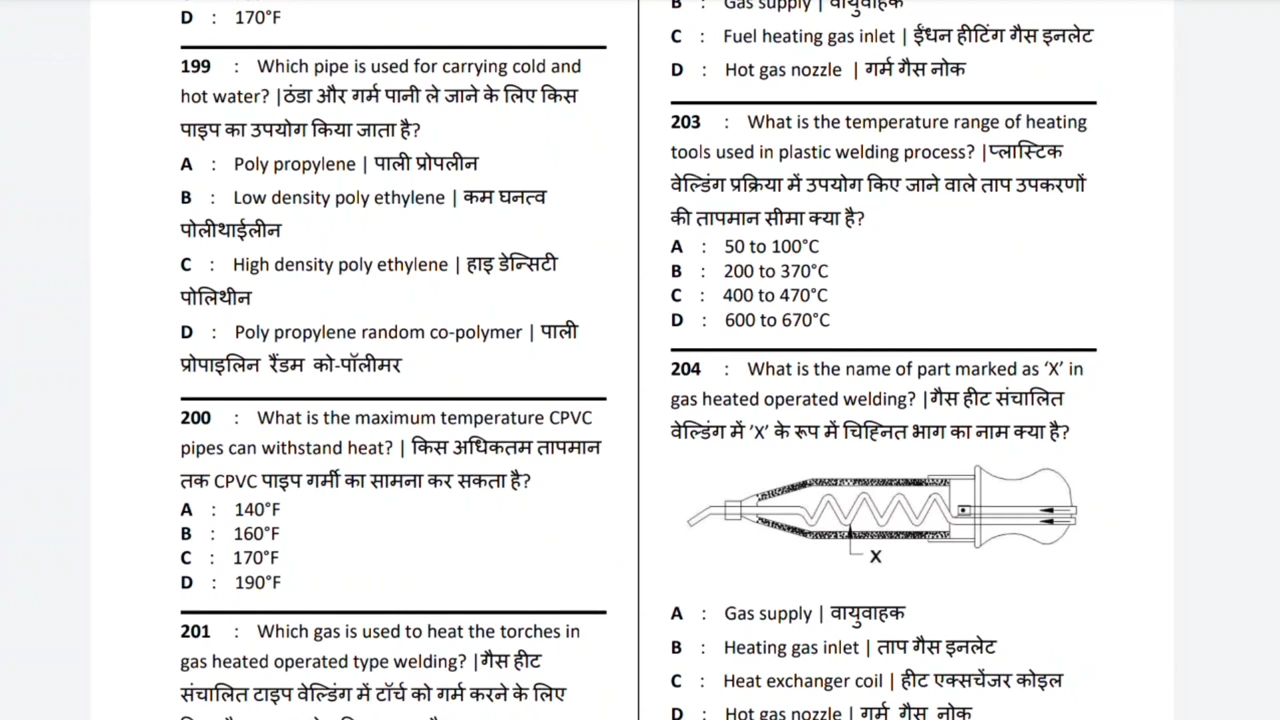 D : 170°F
199 : Which pipe is used for carrying cold and
hot water? |ठंडा और गर्म पानी ले जाने के लिए किस
पाइप का उपयोग किया जाता है?
A : Poly propylene | पाली प्रोपलीन
B : Low density poly ethylene | कम घनत्व
पोलीथाईलीन
C : High density poly ethylene | हाइ डेन्सिटी
पोलिथीन
D : Poly propylene random co-polymer | पाली
प्रोपाइलिन रैंडम को-पॉलीमर
200 : What is the maximum temperature CPVC
pipes can withstand heat? | किस अधिकतम तापमान
तक CPVC पाइप गर्मी का सामना कर सकता है?
A : 140°F
B : 160°F
C : 170°F
D : 190°F
201 : Which gas is used to heat the torches in
gas heated operated type welding? |गैस हीट
संचालित टाइप वेल्डिंग में टॉर्च को गर्म करने के लिए
B : Gas supply | वायुवाहक
C : Fuel heating gas inlet | ईंधन हीटिंग गैस इनलेट
D : Hot gas nozzle | गर्म गैस नोक
203 : What is the temperature range of heating
tools used in plastic welding process? |प्लास्टिक
वेल्डिंग प्रक्रिया में उपयोग किए जाने वाले ताप उपकरणों
की तापमान सीमा क्या है?
A : 50 to 100°C
B : 200 to 370°C
C : 400 to 470°C
D : 600 to 670°C
204 : What is the name of part marked as ‘X’ in
gas heated operated welding? |गैस हीट संचालित
वेल्डिंग में ’X’ के रूप में चिह्नित भाग का नाम क्या है?
X
A : Gas supply | वायुवाहक
B : Heating gas inlet | ताप गैस इनलेट
C : Heat exchanger coil | हीट एक्सचेंजर कोइल
D : Hot gas nozzle | गर्म गैस नोक